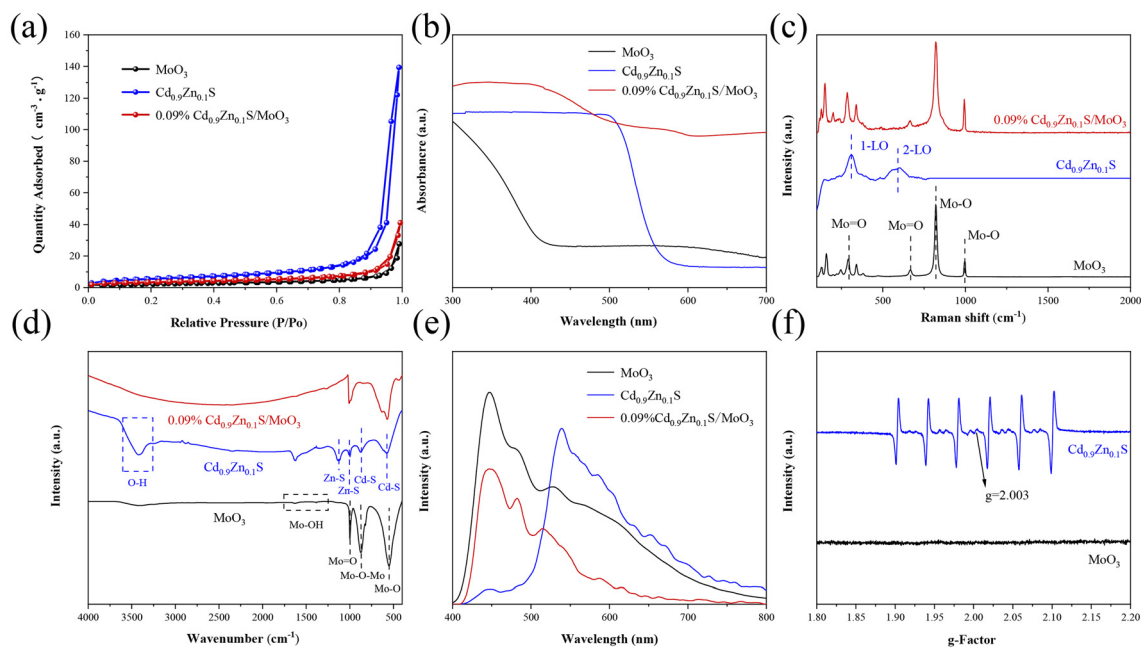 (a)
160
140
120
100
80
60
40
20
0
0.0 0.2 0.4 0.6 0.8 1.0
Quantity Adsorbed ( cm⁻³ · g⁻¹)
Relative Pressure (P/Po)
MoO₃
Cd₀.₉Zn₀.₁S
0.09% Cd₀.₉Zn₀.₁S/MoO₃
(b)
Absorbancre (a.u.)
300 400 500 600 700
Wavelength (nm)
MoO₃
Cd₀.₉Zn₀.₁S
0.09% Cd₀.₉Zn₀.₁S/MoO₃
(c)
Intensity (a.u.)
0.09% Cd₀.₉Zn₀.₁S/MoO₃
1-LO
2-LO
Cd₀.₉Zn₀.₁S
Mo-O
Mo=O
Mo=O
Mo-O
MoO₃
500 1000 1500 2000
Raman shift (cm⁻¹)
(d)
Intensity (a.u.)
0.09% Cd₀.₉Zn₀.₁S/MoO₃
O-H
Cd₀.₉Zn₀.₁S
Zn-S
Zn-S
Cd-S
Cd-S
MoO₃
Mo-OH
Mo=O
Mo-O-Mo
Mo-O
4000 3500 3000 2500 2000 1500 1000 500
Wavenumber (cm⁻¹)
(e)
Intensity (a.u.)
MoO₃
Cd₀.₉Zn₀.₁S
0.09%Cd₀.₉Zn₀.₁S/MoO₃
400 450 500 550 600 650 700 750 800
Wavelength (nm)
(f)
Intensity (a.u.)
Cd₀.₉Zn₀.₁S
g=2.003
MoO₃
1.80 1.85 1.90 1.95 2.00 2.05 2.10 2.15 2.20
g-Factor